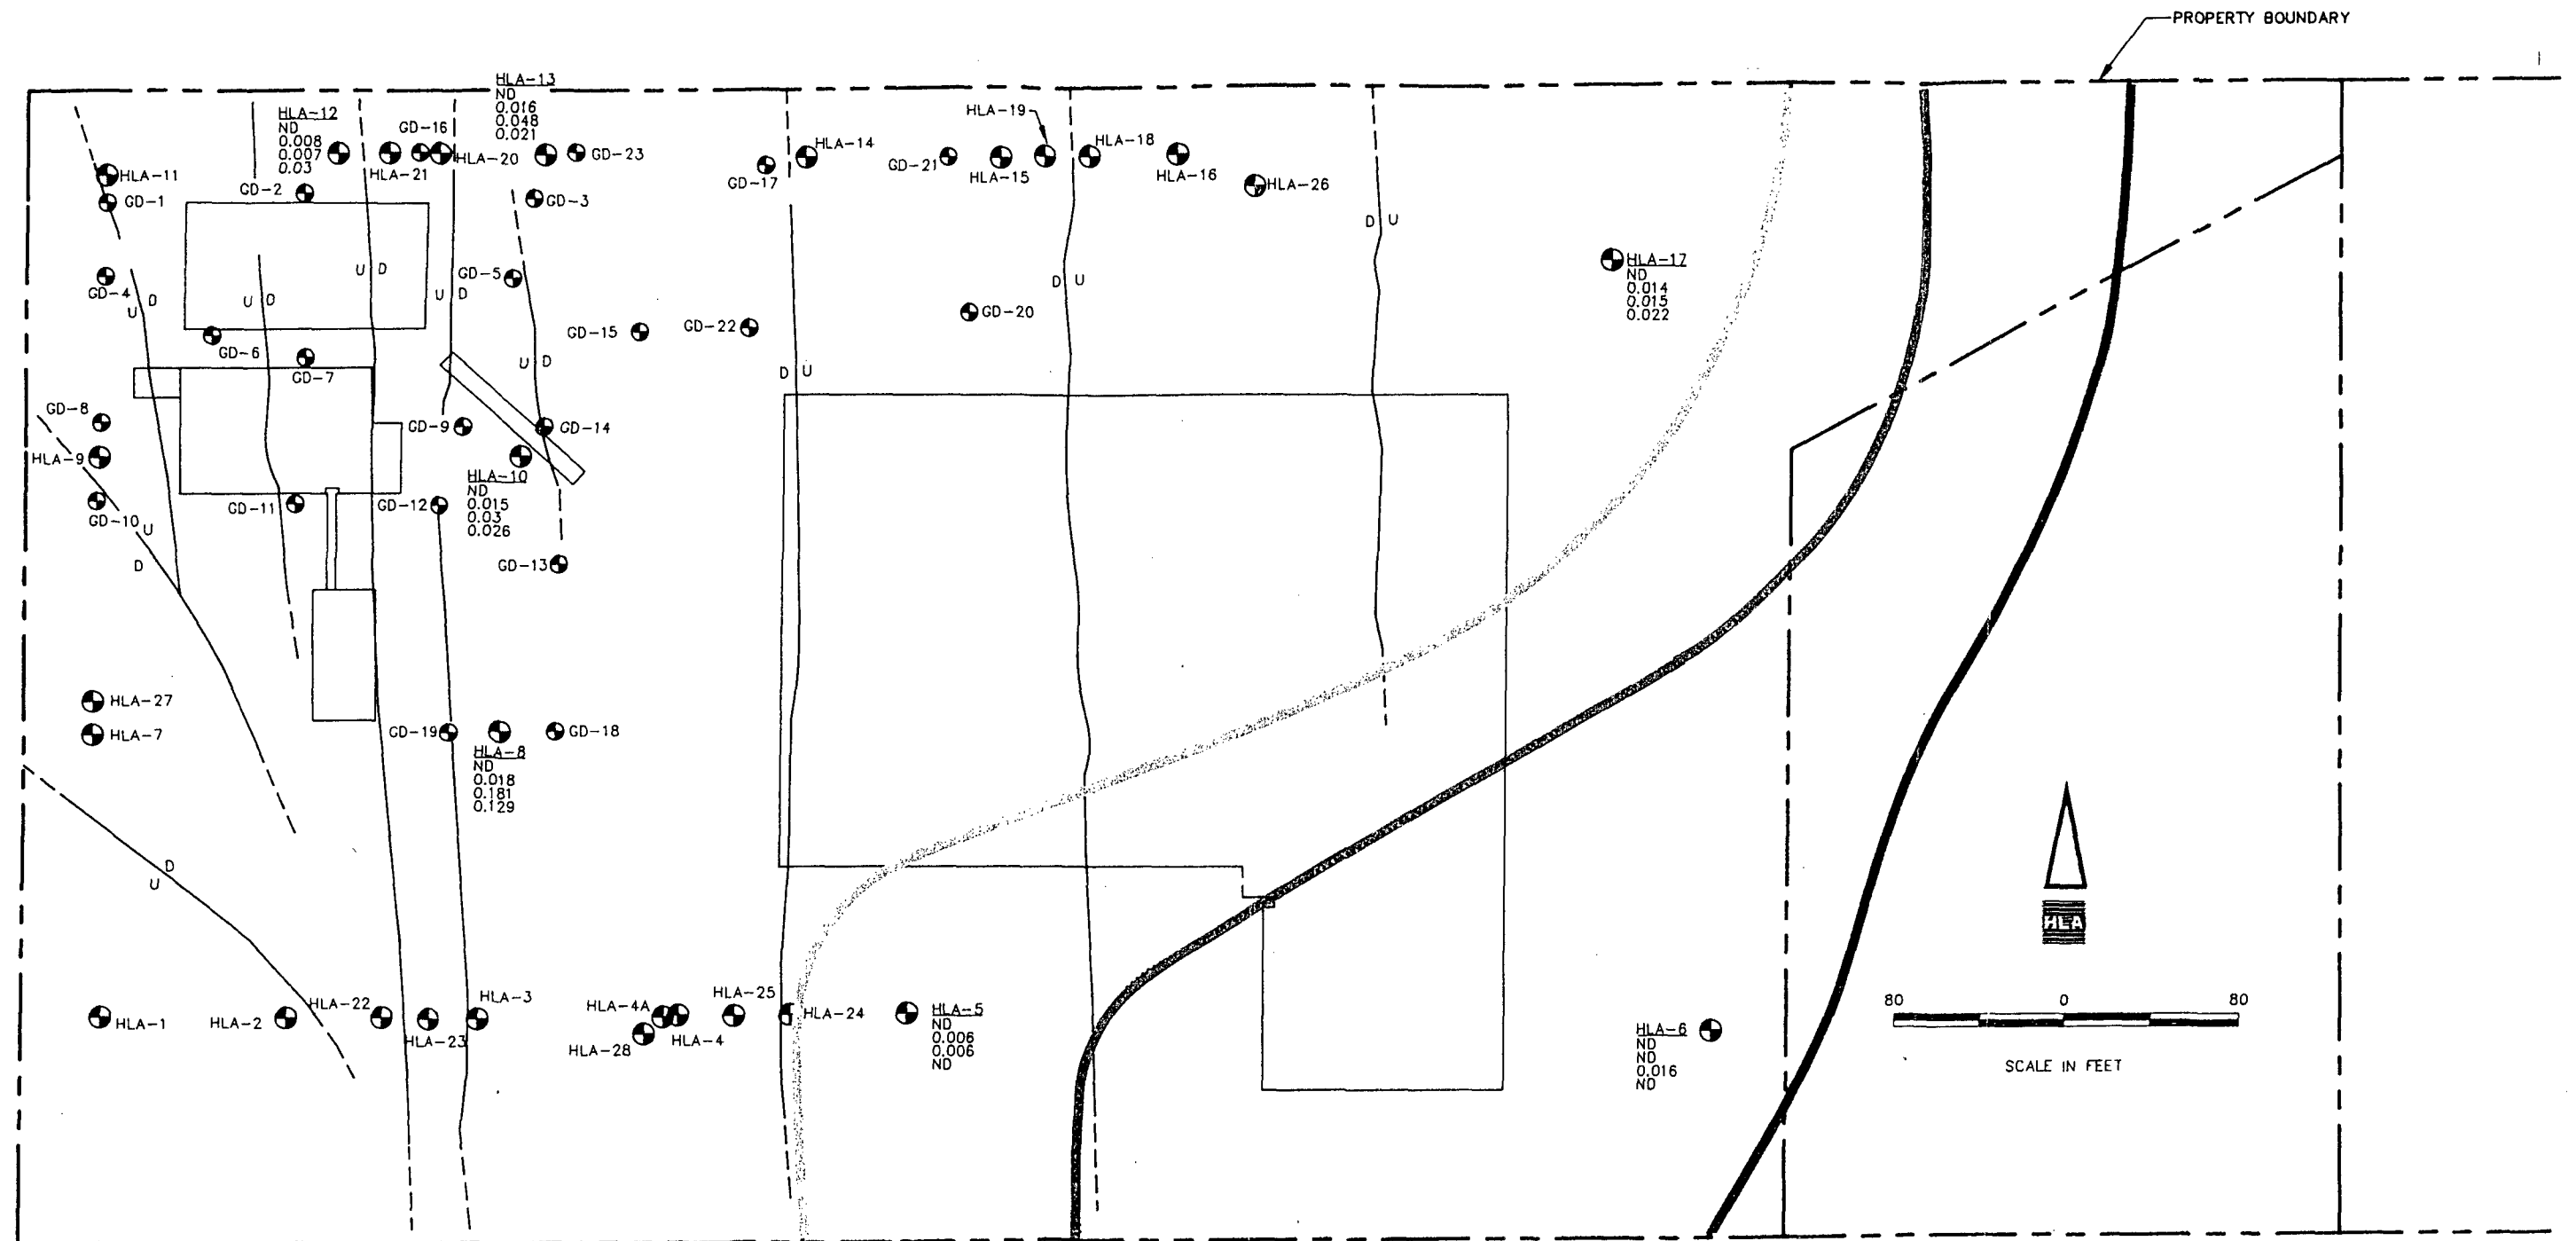 PROPERTY BOUNDARY
HLA-13
ND
0.016
0.048
0.021
HLA-12
ND
0.008
0.007
0.03
GD-16
HLA-20
GD-23
HLA-21
HLA-11
GD-1
GD-2
GD-3
HLA-19
HLA-14
HLA-18
GD-17
GD-21
HLA-15
HLA-16
HLA-26
D U
HLA-17
ND
0.014
0.015
0.022
GD-4
U D
U D
U D
U D
GD-5
D U
GD-6
GD-7
GD-15
GD-22
GD-20
U D
D U
GD-8
HLA-9
GD-10
U
D
GD-9
GD-14
HLA-10
ND
0.015
0.03
0.026
GD-11
GD-12
GD-13
HLA-27
HLA-7
GD-19
GD-18
HLA-8
ND
0.018
0.181
0.129
D
U
HLA-1
HLA-2
HLA-22
HLA-23
HLA-3
HLA-4A
HLA-28
HLA-4
HLA-25
HLA-24
HLA-5
ND
0.006
0.006
ND
HLA-6
ND
ND
0.016
ND
HLA
80 0 80
SCALE IN FEET